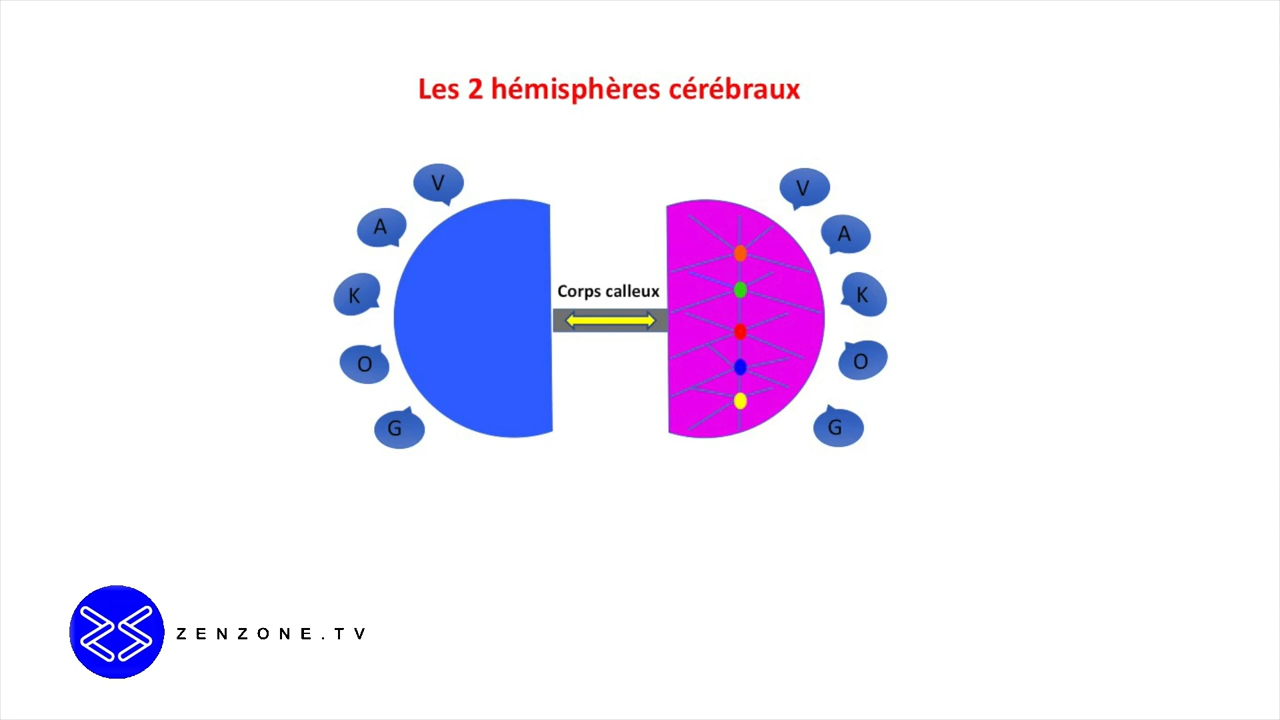 Les 2 hémisphères cérébraux
V
A
K
O
G
Corps calleux
V
A
K
O
G
ZENZONE.TV